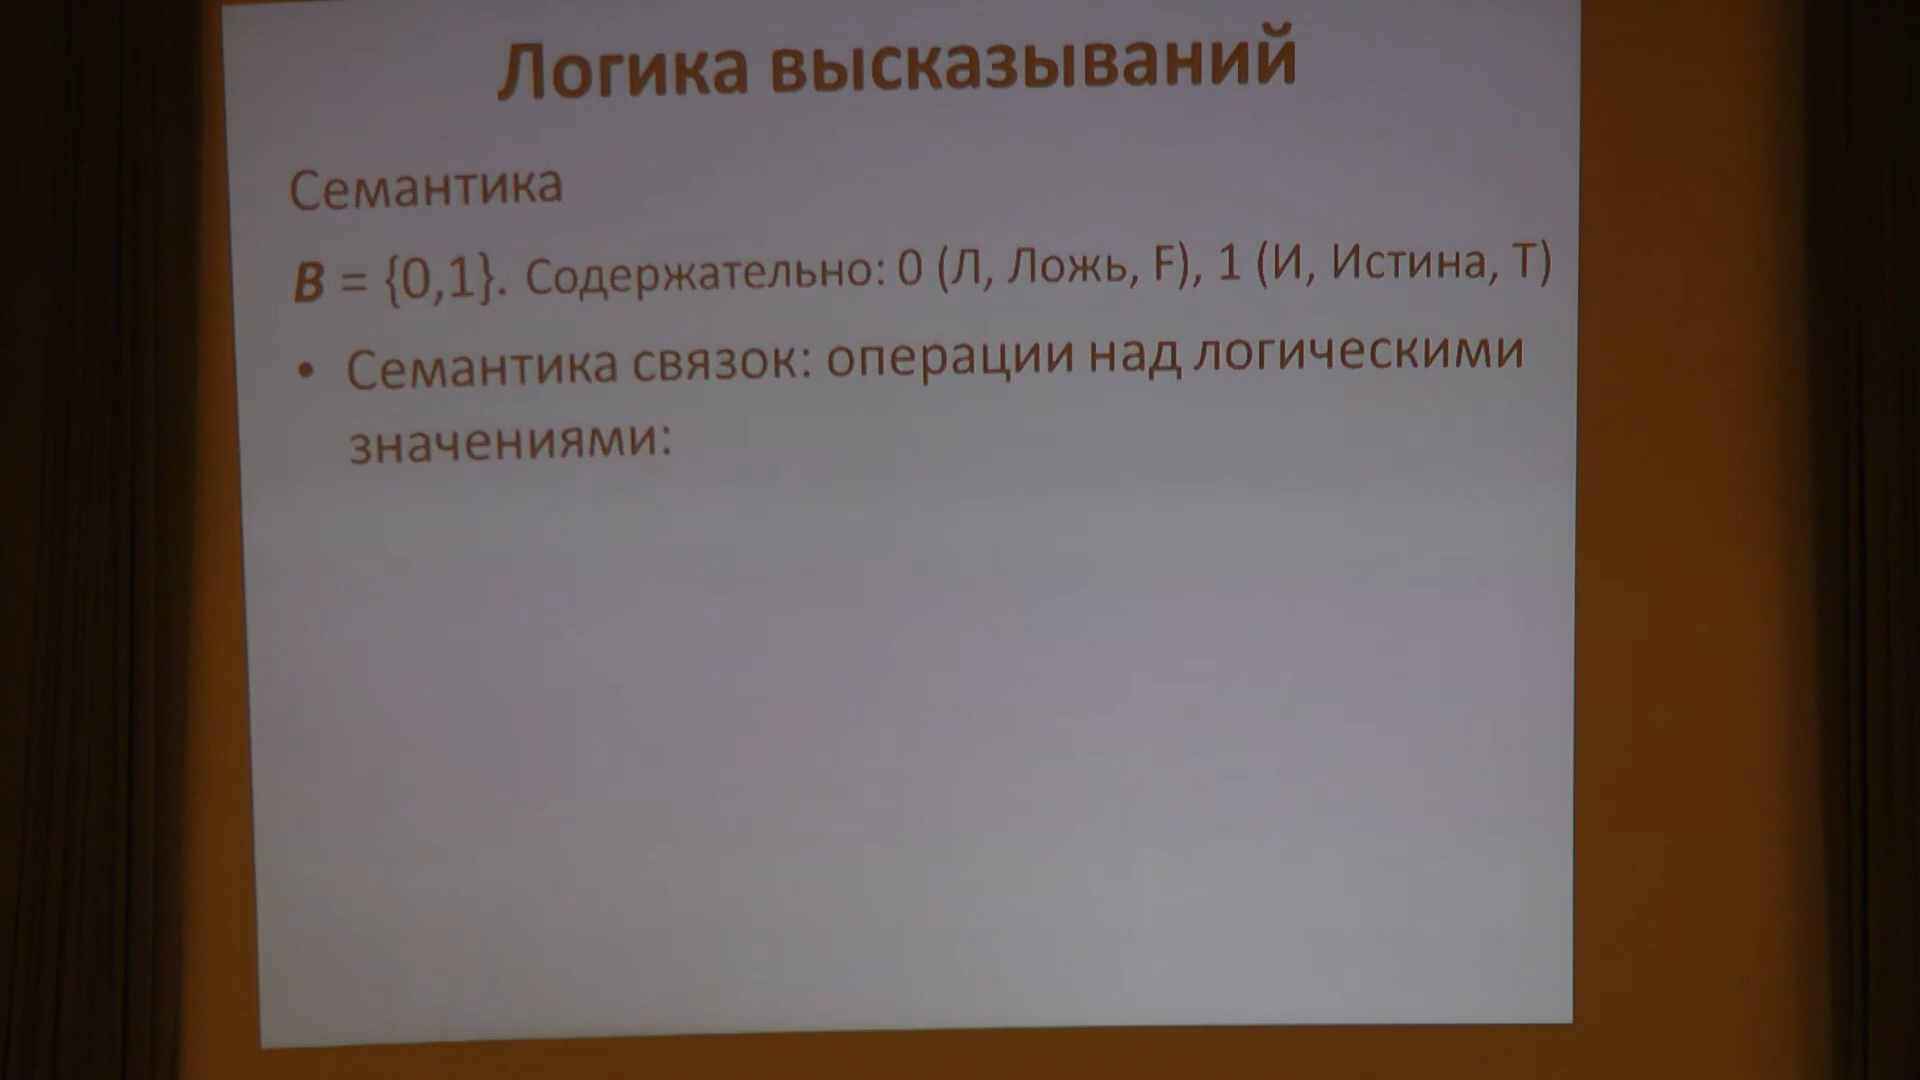 Логика высказываний
Семантика
B = {0,1}. Содержательно: 0 (Л, Ложь, F), 1 (И, Истина, T)
• Семантика связок: операции над логическими
значениями: